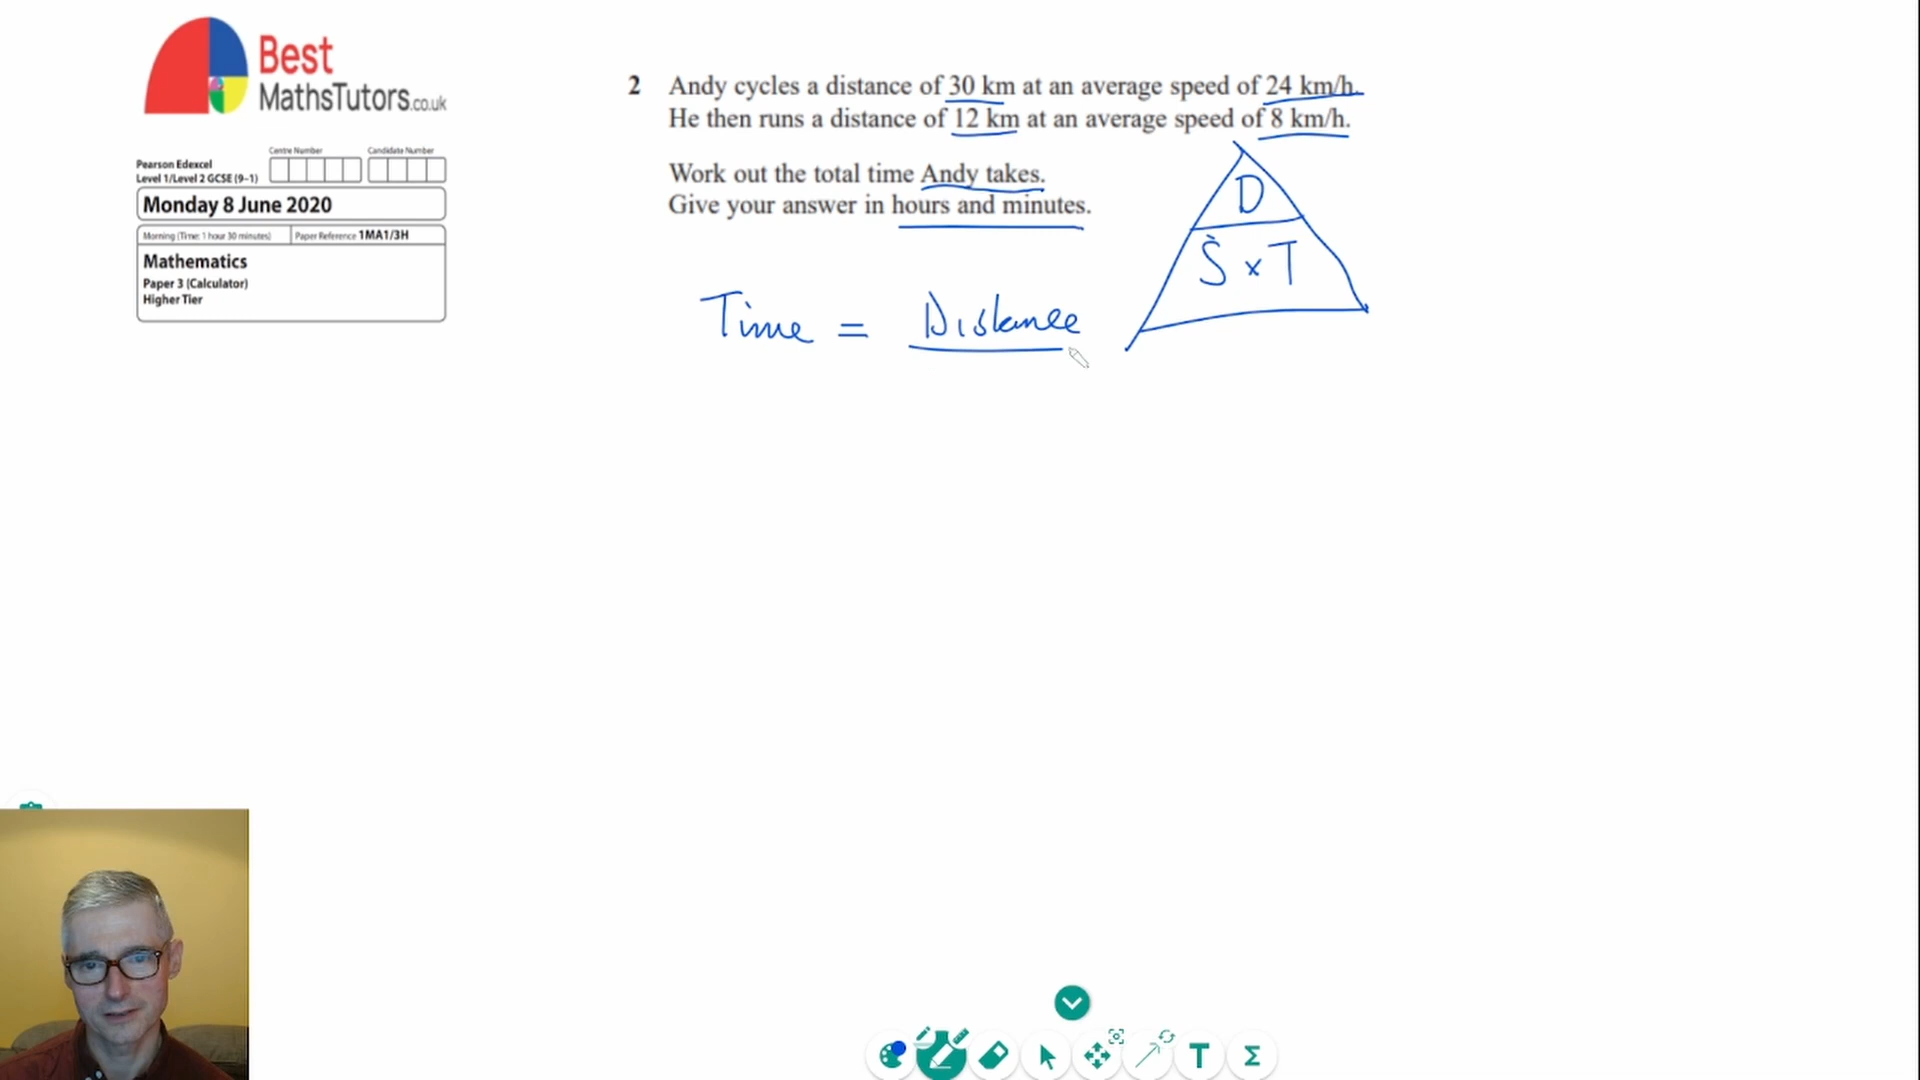 Best
MathsTutors.co.uk
Centre Number
Candidate Number
Pearson Edexcel
Level 1/Level 2 GCSE (9–1)
Monday 8 June 2020
Morning (Time: 1 hour 30 minutes)
Paper Reference 1MA1/3H
Mathematics
Paper 3 (Calculator)
Higher Tier
2 Andy cycles a distance of 30 km at an average speed of 24 km/h.
He then runs a distance of 12 km at an average speed of 8 km/h.
Work out the total time Andy takes.
Give your answer in hours and minutes.
D
S × T
Time = Distance
T
Σ